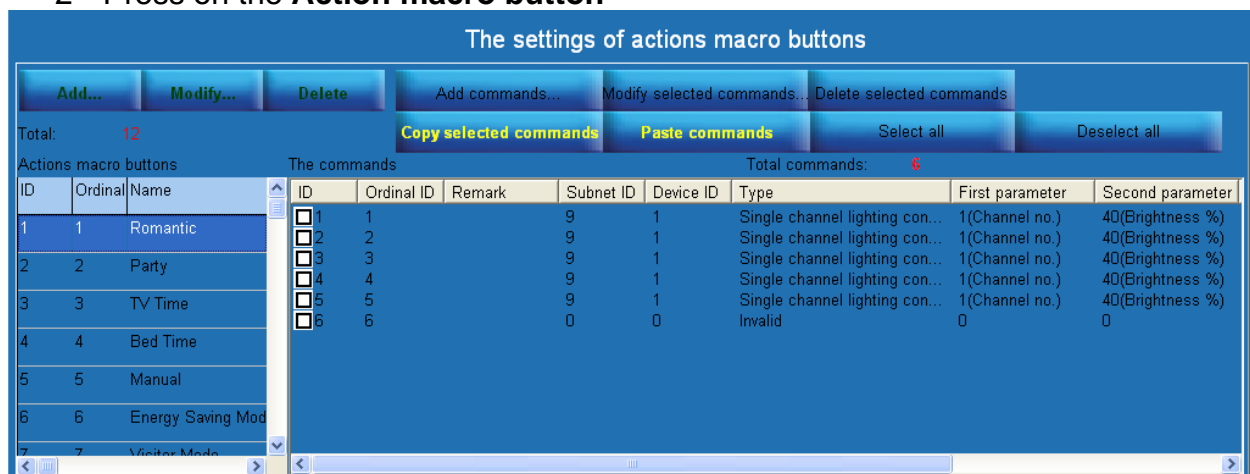 2- Press on the Action macro button
The settings of actions macro buttons
Add... Modify... Delete Add commands... Modify selected commands... Delete selected commands
Total: 12 Copy selected commands Paste commands Select all Deselect all
Actions macro buttons The commands Total commands: 6
ID Ordinal Name ID Ordinal ID Remark Subnet ID Device ID Type First parameter Second parameter
1 1 Romantic
2 2 Party
3 3 TV Time
4 4 Bed Time
5 5 Manual
6 6 Energy Saving Mod
7 7 Visitor Mode
1 1 9 1 Single channel lighting con... 1(Channel no.) 40(Brightness %)
2 2 9 1 Single channel lighting con... 1(Channel no.) 40(Brightness %)
3 3 9 1 Single channel lighting con... 1(Channel no.) 40(Brightness %)
4 4 9 1 Single channel lighting con... 1(Channel no.) 40(Brightness %)
5 5 9 1 Single channel lighting con... 1(Channel no.) 40(Brightness %)
6 6 0 0 Invalid 0 0